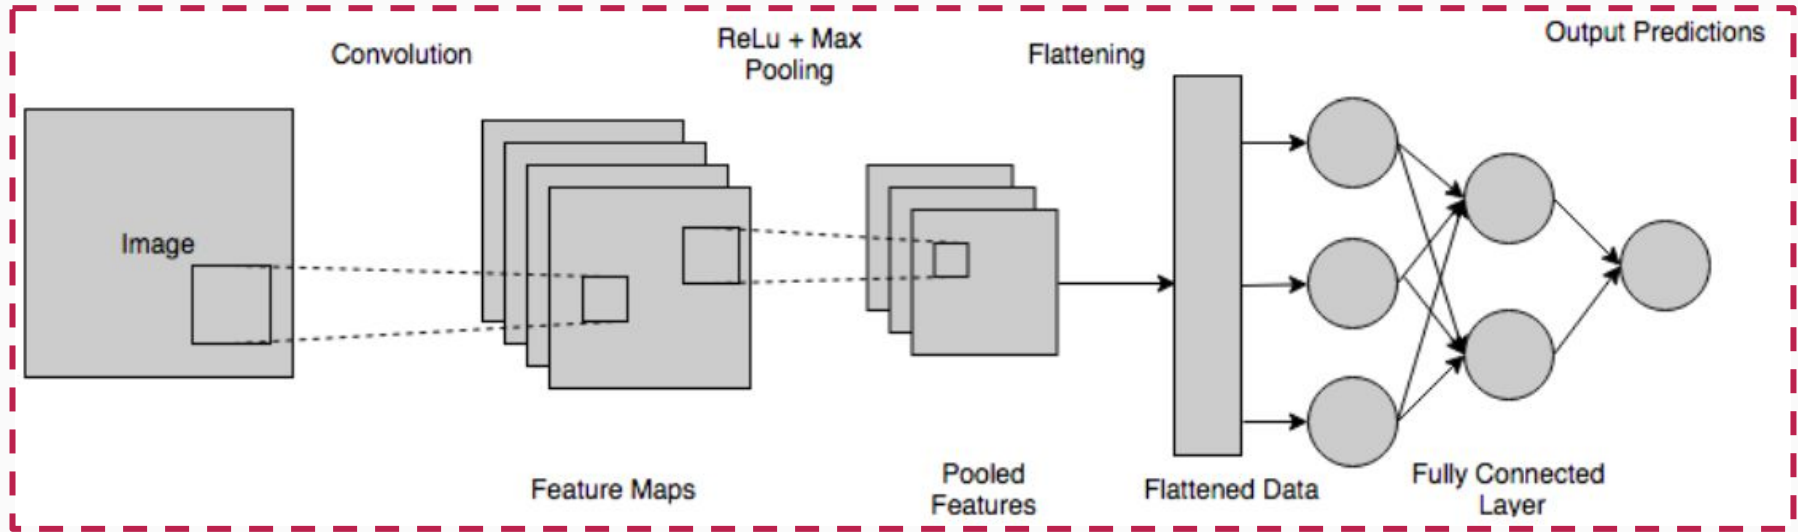 Convolution
ReLu + Max
Pooling
Flattening
Output Predictions
Image
Feature Maps
Pooled
Features
Flattened Data
Fully Connected
Layer